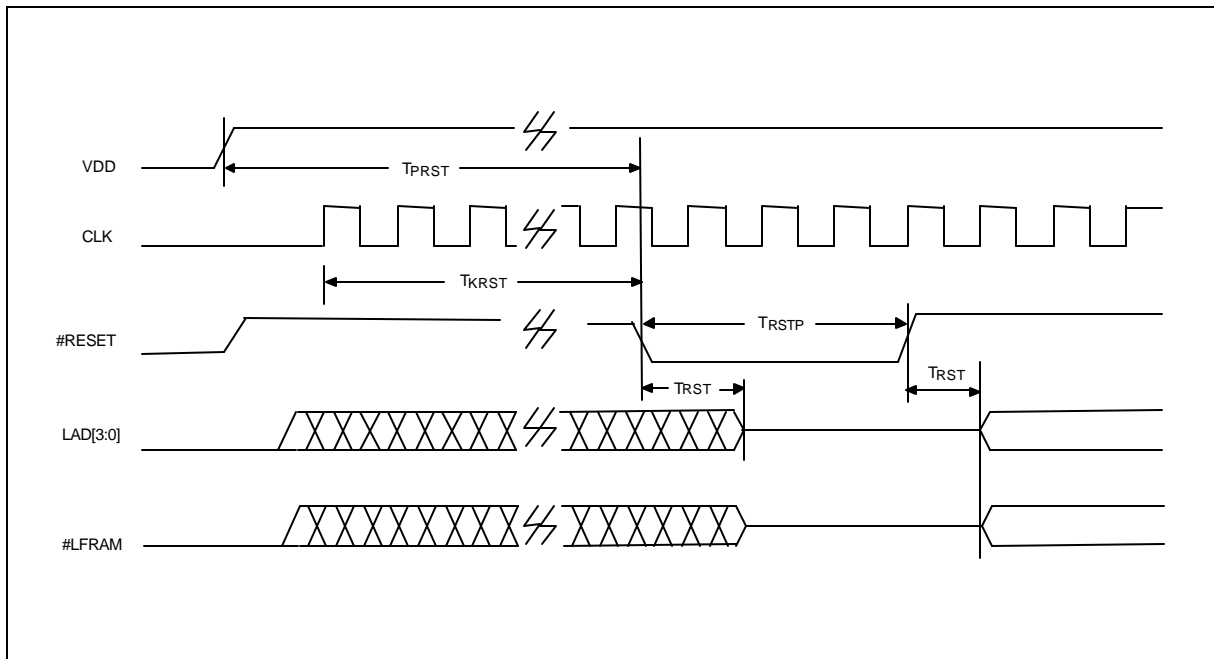 VDD
TPRST
CLK
TKRST
#RESET
TRSTP
TRST
TRST
LAD[3:0]
#LFRAM